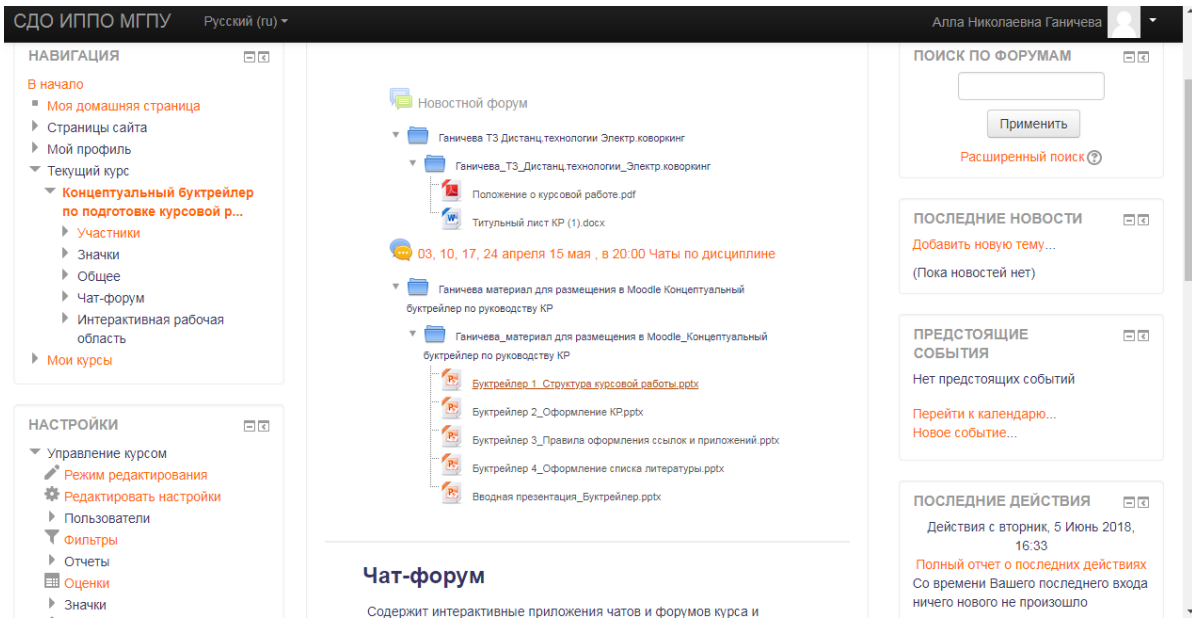 СДО ИППО МГПУ
Русский (ru)
Алла Николаевна Ганичева
НАВИГАЦИЯ
В начало
Моя домашняя страница
Страницы сайта
Мой профиль
Текущий курс
Концептуальный буктрейлер
по подготовке курсовой р...
Участники
Значки
Общее
Чат-форум
Интерактивная рабочая
область
Мои курсы
НАСТРОЙКИ
Управление курсом
Режим редактирования
Редактировать настройки
Пользователи
Фильтры
Отчеты
Оценки
Значки
Новостной форум
Ганичева ТЗ Дистанц.технологии Электр.коворкинг
Ганичева_ТЗ_Дистанц.технологии_Электр.коворкинг
Положение о курсовой работе.pdf
Титульный лист КР (1).docx
03, 10, 17, 24 апреля 15 мая , в 20:00 Чаты по дисциплине
Ганичева материал для размещения в Moodle Концептуальный
буктрейлер по руководству КР
Ганичева_материал для размещения в Moodle_Концептуальный
буктрейлер по руководству КР
Буктрейлер 1_Структура курсовой работы.pptx
Буктрейлер 2_Оформление КР.pptx
Буктрейлер 3_Правила оформления ссылок и приложений.pptx
Буктрейлер 4_Оформление списка литературы.pptx
Вводная презентация_Буктрейлер.pptx
Чат-форум
Содержит интерактивные приложения чатов и форумов курса и
ПОИСК ПО ФОРУМАМ
Применить
Расширенный поиск
ПОСЛЕДНИЕ НОВОСТИ
Добавить новую тему...
(Пока новостей нет)
ПРЕДСТОЯЩИЕ
СОБЫТИЯ
Нет предстоящих событий
Перейти к календарю...
Новое событие...
ПОСЛЕДНИЕ ДЕЙСТВИЯ
Действия с вторник, 5 Июнь 2018,
16:33
Полный отчет о последних действиях
Со времени Вашего последнего входа
ничего нового не произошло